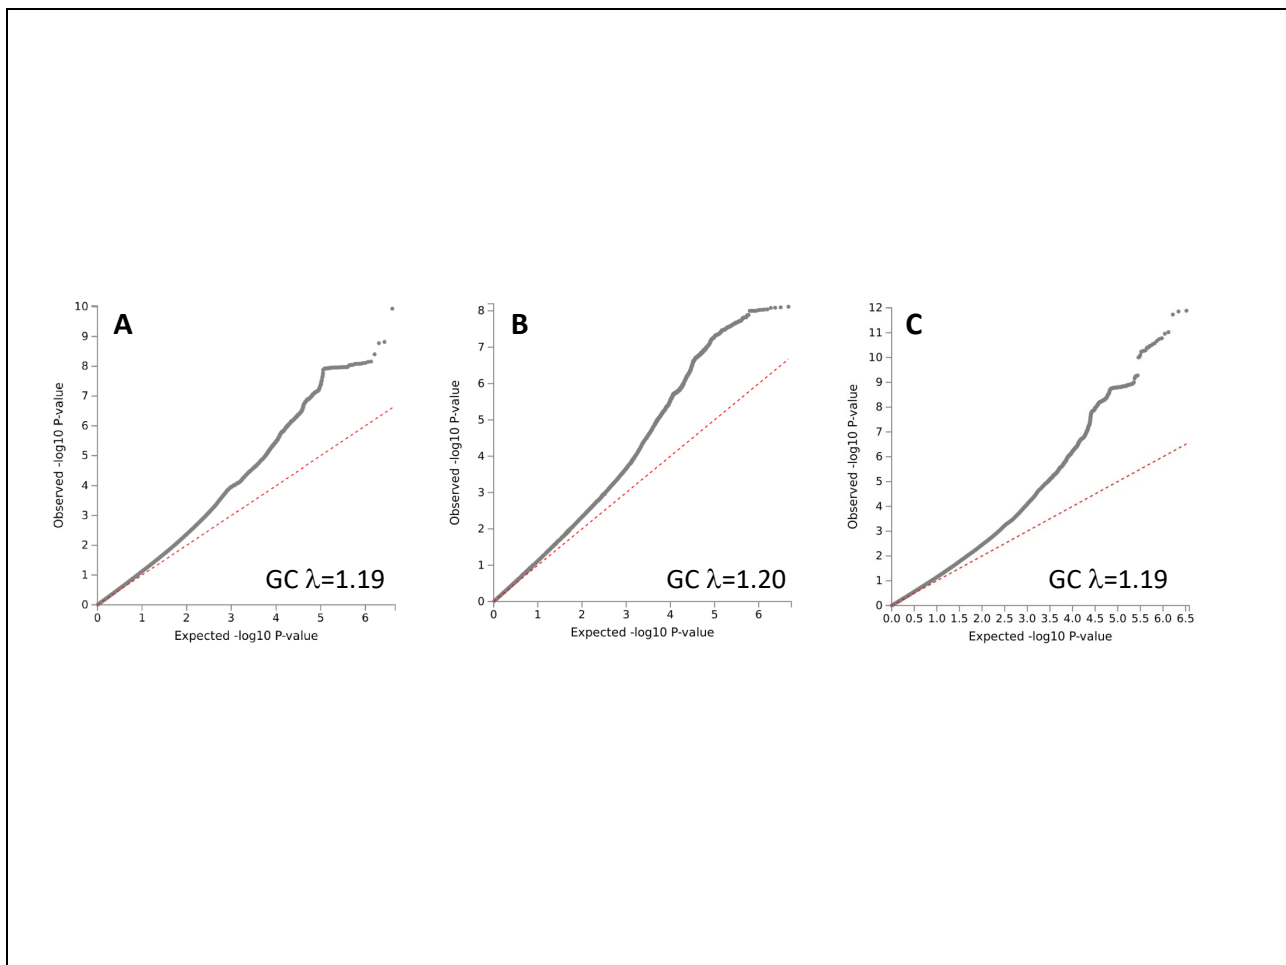 A
Observed -log10 P-value
10
9
8
7
6
5
4
3
2
1
0
0 1 2 3 4 5 6
Expected -log10 P-value
GC λ=1.19
B
Observed -log10 P-value
8
7
6
5
4
3
2
1
0
0 1 2 3 4 5 6
Expected -log10 P-value
GC λ=1.20
C
Observed -log10 P-value
12
11
10
9
8
7
6
5
4
3
2
1
0
0.0 0.5 1.0 1.5 2.0 2.5 3.0 3.5 4.0 4.5 5.0 5.5 6.0 6.5
Expected -log10 P-value
GC λ=1.19